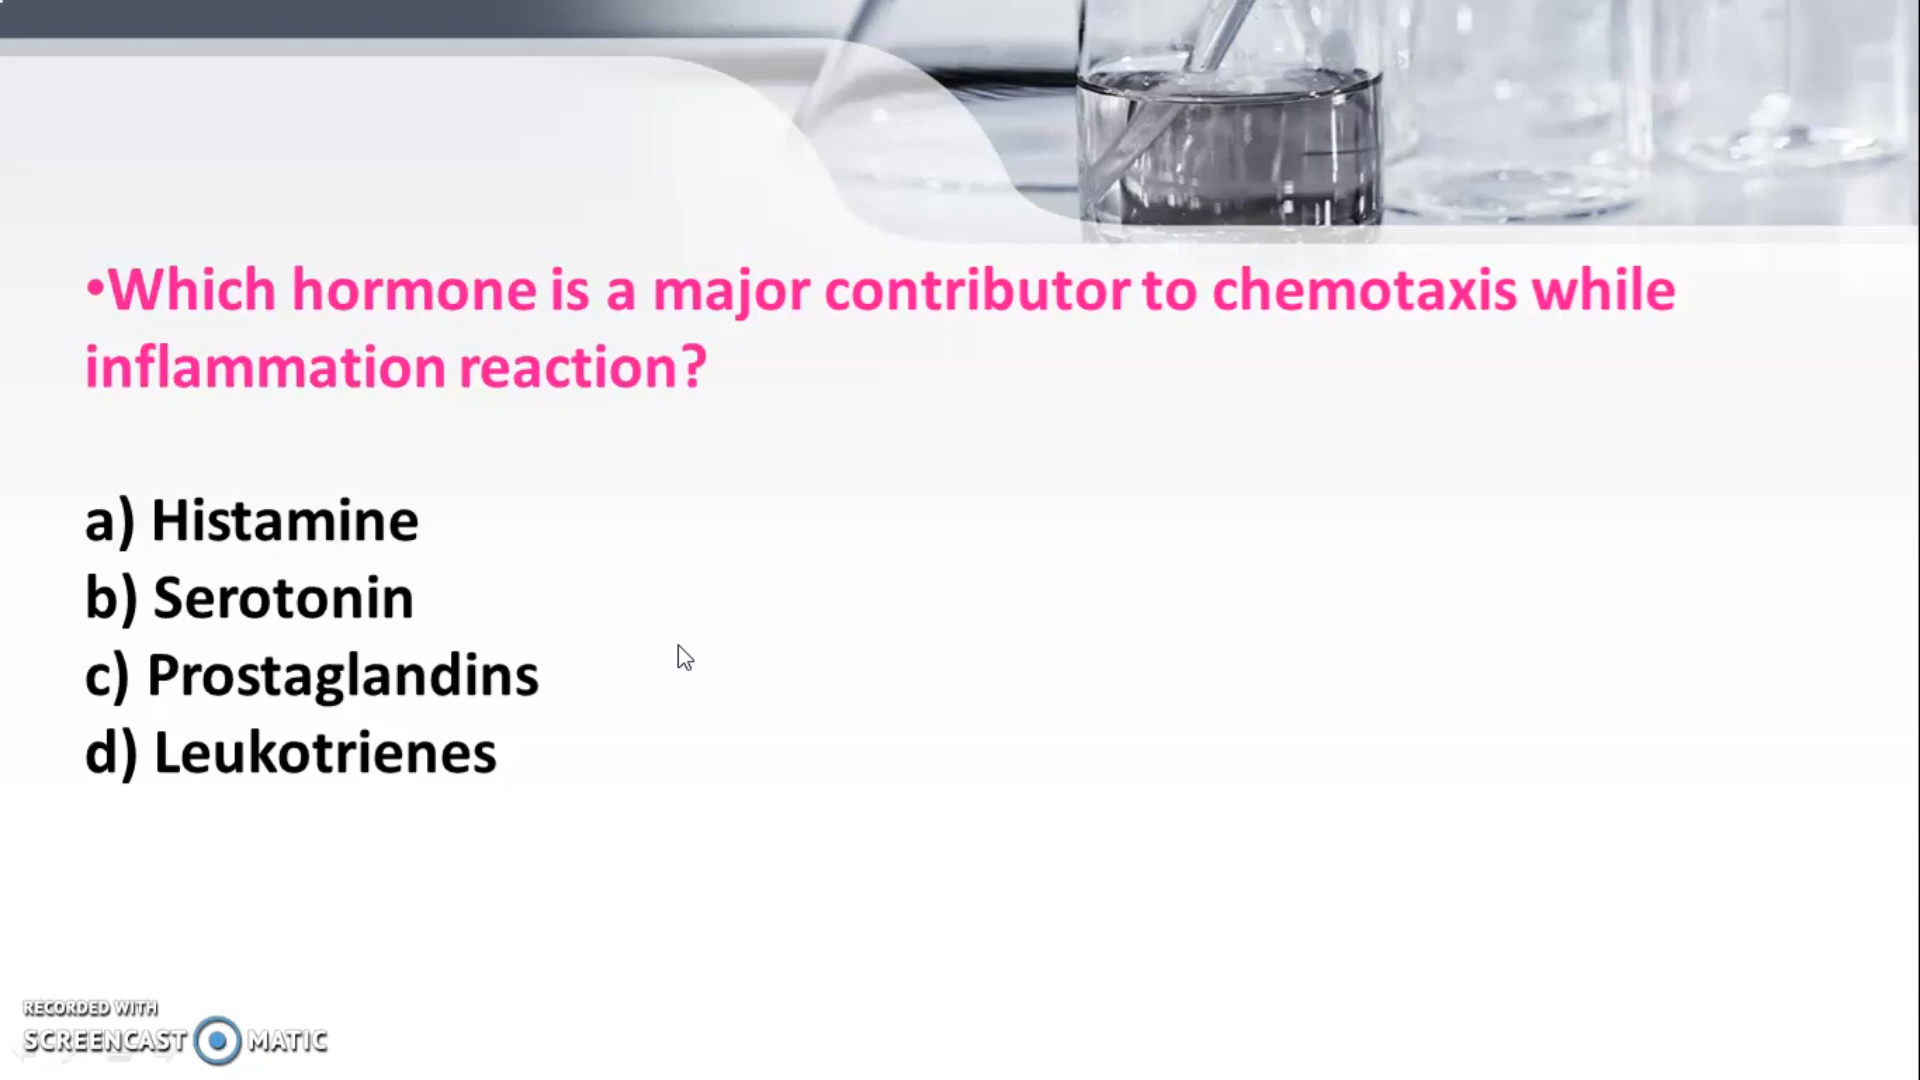 •Which hormone is a major contributor to chemotaxis while
inflammation reaction?
a) Histamine
b) Serotonin
c) Prostaglandins
d) Leukotrienes
RECORDED WITH
SCREENCAST MATIC